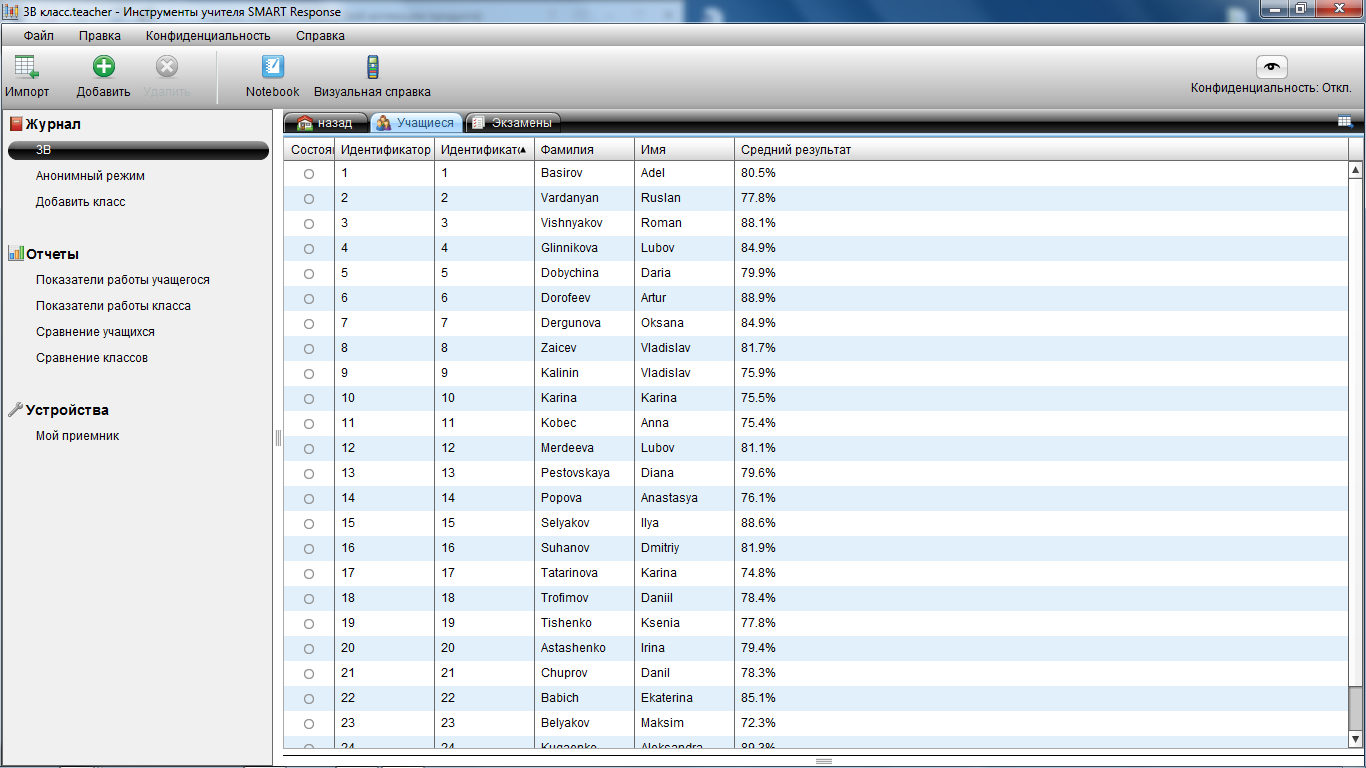 3В класс.teacher - Инструменты учителя SMART Response
Файл Правка Конфиденциальность Справка
Импорт Добавить Удалить Notebook Визуальная справка Конфиденциальность: Откл.
Журнал
3В
Анонимный режим
Добавить класс
Отчеты
Показатели работы учащегося
Показатели работы класса
Сравнение учащихся
Сравнение классов
Устройства
Мой приемник
назад Учащиеся Экзамены
Состоян Идентификатор Идентификато Фамилия Имя Средний результат
1 1 Basirov Adel 80.5%
2 2 Vardanyan Ruslan 77.8%
3 3 Vishnyakov Roman 88.1%
4 4 Glinnikova Lubov 84.9%
5 5 Dobychina Daria 79.9%
6 6 Dorofeev Artur 88.9%
7 7 Dergunova Oksana 84.9%
8 8 Zaicev Vladislav 81.7%
9 9 Kalinin Vladislav 75.9%
10 10 Karina Karina 75.5%
11 11 Kobec Anna 75.4%
12 12 Merdeeva Lubov 81.1%
13 13 Pestovskaya Diana 79.6%
14 14 Popova Anastasya 76.1%
15 15 Selyakov Ilya 88.6%
16 16 Suhanov Dmitriy 81.9%
17 17 Tatarinova Karina 74.8%
18 18 Trofimov Daniil 78.4%
19 19 Tishenko Ksenia 77.8%
20 20 Astashenko Irina 79.4%
21 21 Chuprov Danil 78.3%
22 22 Babich Ekaterina 85.1%
23 23 Belyakov Maksim 72.3%
24 24 Kugaenko Aleksandra